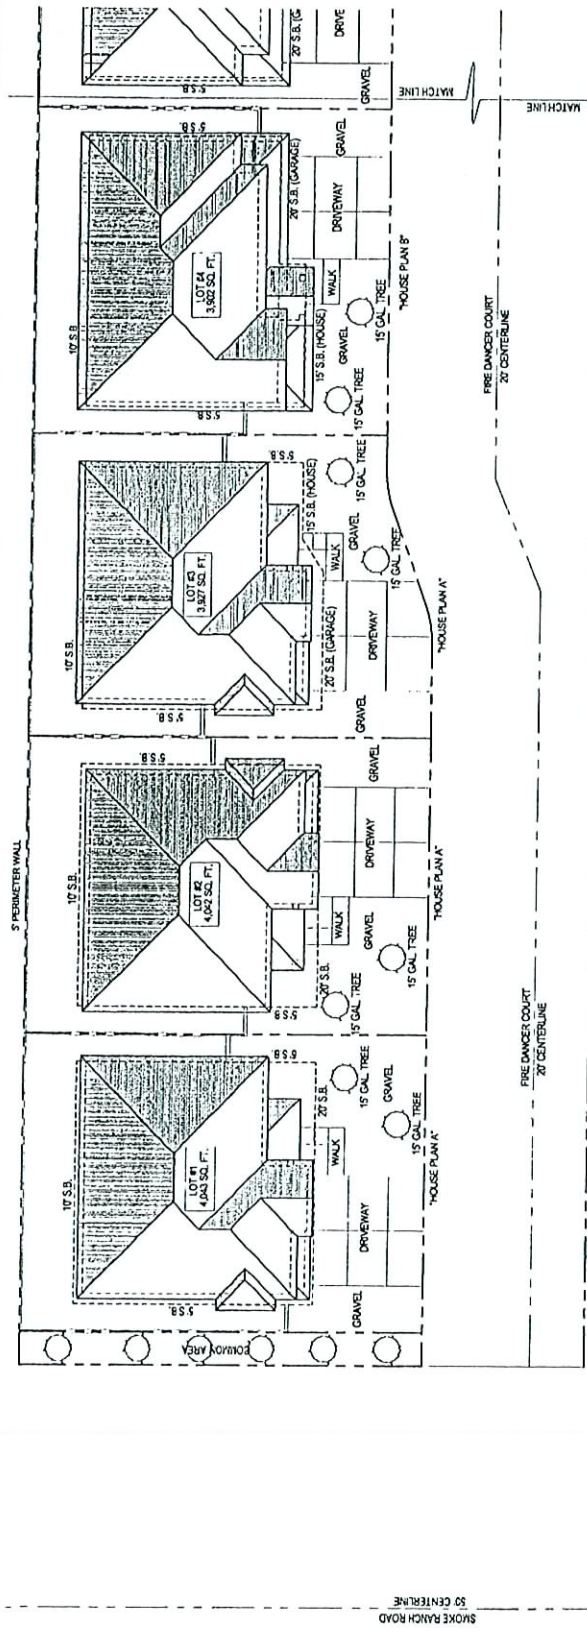 5' PERIMETER WALL
COMMON AREA
10' S.B.
5' S.B.
LOT #1
4,043 SQ. FT.
5' S.B.
20' S.B.
15' GAL TREE
GRAVEL
15' GAL TREE
WALK
DRIVEWAY
GRAVEL
"HOUSE PLAN A"
10' S.B.
5' S.B.
LOT #2
4,042 SQ. FT.
5' S.B.
20' S.B.
15' GAL TREE
WALK
GRAVEL
15' GAL TREE
DRIVEWAY
GRAVEL
"HOUSE PLAN A"
10' S.B.
5' S.B.
LOT #3
3,927 SQ. FT.
5' S.B.
15' S.B. (HOUSE)
20' S.B. (GARAGE)
15' GAL TREE
GRAVEL
15' GAL TREE
WALK
DRIVEWAY
GRAVEL
"HOUSE PLAN A"
10' S.B.
5' S.B.
LOT #4
3,902 SQ. FT.
5' S.B.
15' S.B. (HOUSE)
20' S.B. (GARAGE)
15' GAL TREE
GRAVEL
15' GAL TREE
WALK
DRIVEWAY
GRAVEL
"HOUSE PLAN B"
5' S.B.
20' S.B. (G
DRIVE
GRAVEL
MATCH LINE
MATCH LINE
FIRE DANCER COURT
20' CENTERLINE
FIRE DANCER COURT
20' CENTERLINE
SMOKE RANCH ROAD
50' CENTERLINE